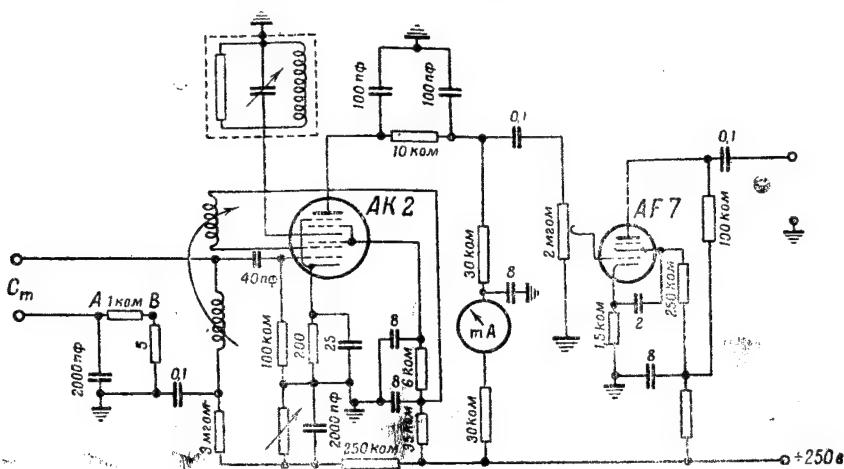 100 пф
100 пф
10 ком
0,1
0,1
АК 2
AF 7
100 ком
2 мгом
30 ком
8
250 ком
40 пф
Cт
А 1 ком В
mA
1,5 ком
2
8
8
2000 пф
5
0,1
100 ком
200
25
8
6 ком
3 мгом
2000 пф
250 ком
35 ком
30 ком
+250 в